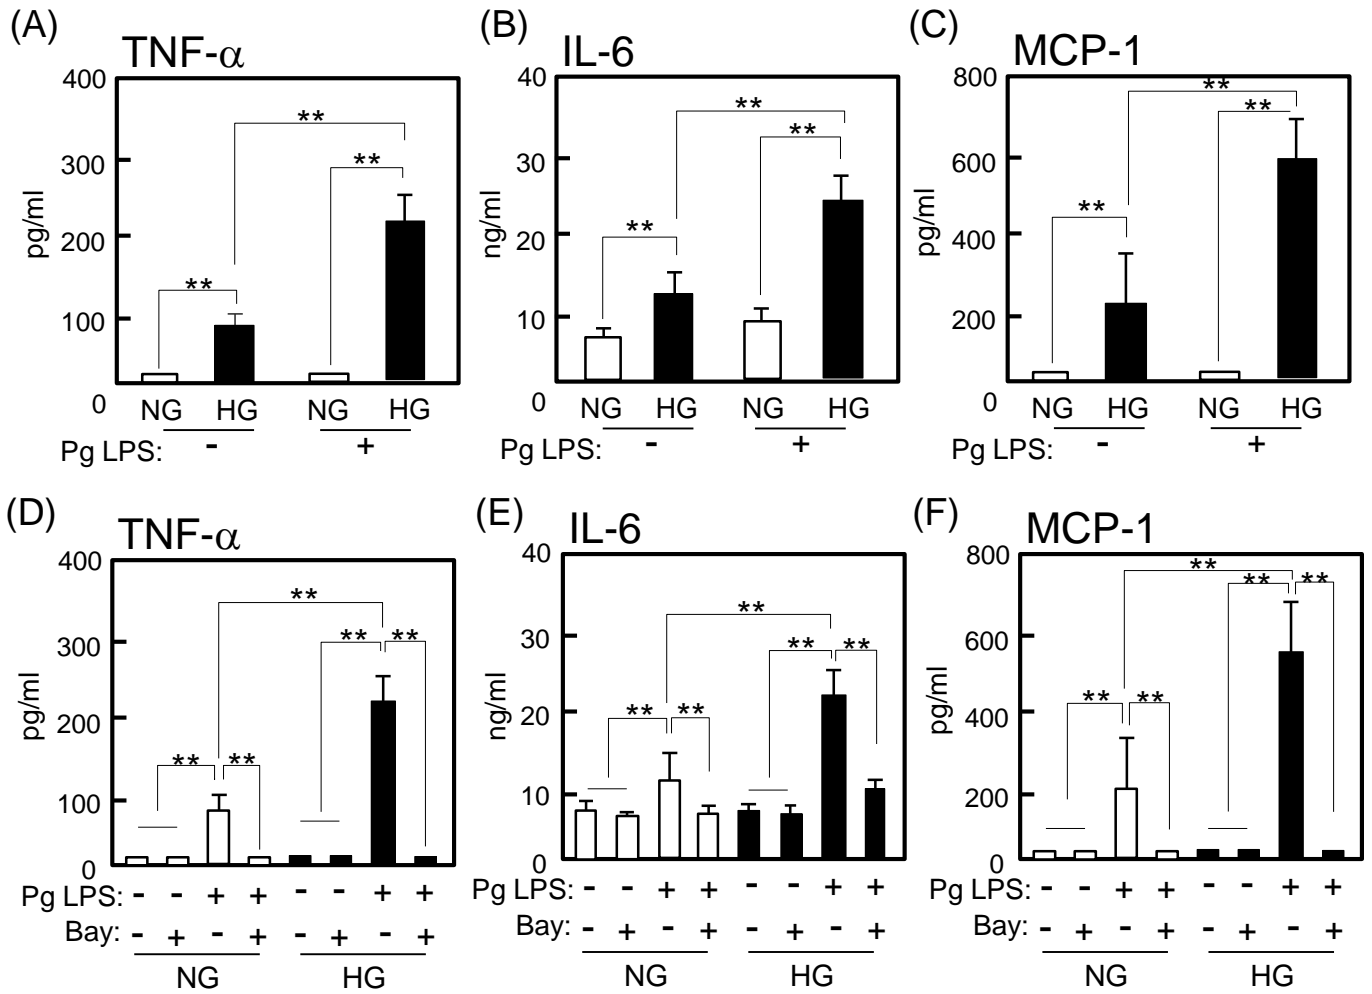 (A) TNF-α
400
300
200
100
0
pg/ml
** ** **
NG HG NG HG
Pg LPS: - +
(B) IL-6
40
30
20
10
0
ng/ml
** ** **
NG HG NG HG
Pg LPS: - +
(C) MCP-1
800
600
400
200
0
pg/ml
** ** **
NG HG NG HG
Pg LPS: - +
(D) TNF-α
400
300
200
100
0
pg/ml
**
** **
** **
Pg LPS: - - + + - - + +
Bay: - + - + - + - +
NG HG
(E) IL-6
40
30
20
10
0
ng/ml
**
** **
** **
Pg LPS: - - + + - - + +
Bay: - + - + - + - +
NG HG
(F) MCP-1
800
600
400
200
0
pg/ml
**
** **
** **
Pg LPS: - - + + - - + +
Bay: - + - + - + - +
NG HG